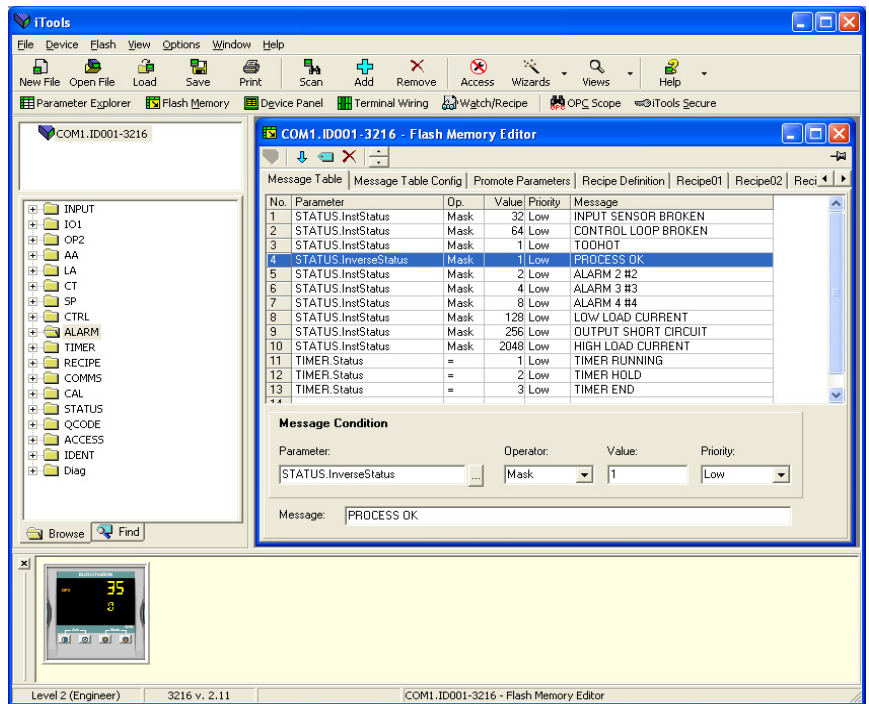 iTools
File Device Flash View Options Window Help
New File Open File Load Save Print Scan Add Remove Access Wizards Views Help
Parameter Explorer Flash Memory Device Panel Terminal Wiring Watch/Recipe OPC Scope iTools Secure
COM1.ID001-3216
INPUT
IO1
OP2
AA
LA
CT
SP
CTRL
ALARM
TIMER
RECIPE
COMMS
CAL
STATUS
QCODE
ACCESS
IDENT
Diag
Browse Find
COM1.ID001-3216 - Flash Memory Editor
Message Table Message Table Config Promote Parameters Recipe Definition Recipe01 Recipe02 Reci
No. Parameter Op. Value Priority Message
1 STATUS.InstStatus Mask 32 Low INPUT SENSOR BROKEN
2 STATUS.InstStatus Mask 64 Low CONTROL LOOP BROKEN
3 STATUS.InstStatus Mask 1 Low TOOHOT
4 STATUS.InverseStatus Mask 1 Low PROCESS OK
5 STATUS.InstStatus Mask 2 Low ALARM 2 #2
6 STATUS.InstStatus Mask 4 Low ALARM 3 #3
7 STATUS.InstStatus Mask 8 Low ALARM 4 #4
8 STATUS.InstStatus Mask 128 Low LOW LOAD CURRENT
9 STATUS.InstStatus Mask 256 Low OUTPUT SHORT CIRCUIT
10 STATUS.InstStatus Mask 2048 Low HIGH LOAD CURRENT
11 TIMER.Status = 1 Low TIMER RUNNING
12 TIMER.Status = 2 Low TIMER HOLD
13 TIMER.Status = 3 Low TIMER END
14
Message Condition
Parameter: Operator: Value: Priority:
STATUS.InverseStatus ... Mask 1 Low
Message: PROCESS OK
EUROTHERM
OP2 35
0
Level 2 (Engineer) 3216 v. 2.11 COM1.ID001-3216 - Flash Memory Editor